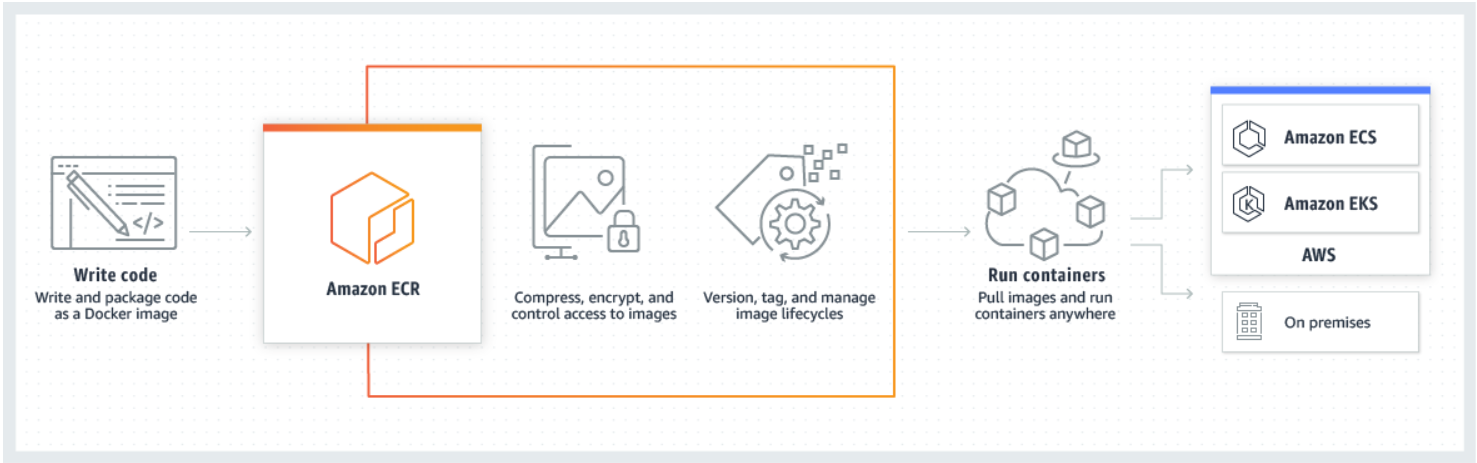 Write code
Write and package code
as a Docker image
</>
Amazon ECR
Compress, encrypt, and
control access to images
Version, tag, and manage
image lifecycles
Run containers
Pull images and run
containers anywhere
Amazon ECS
K
Amazon EKS
AWS
On premises